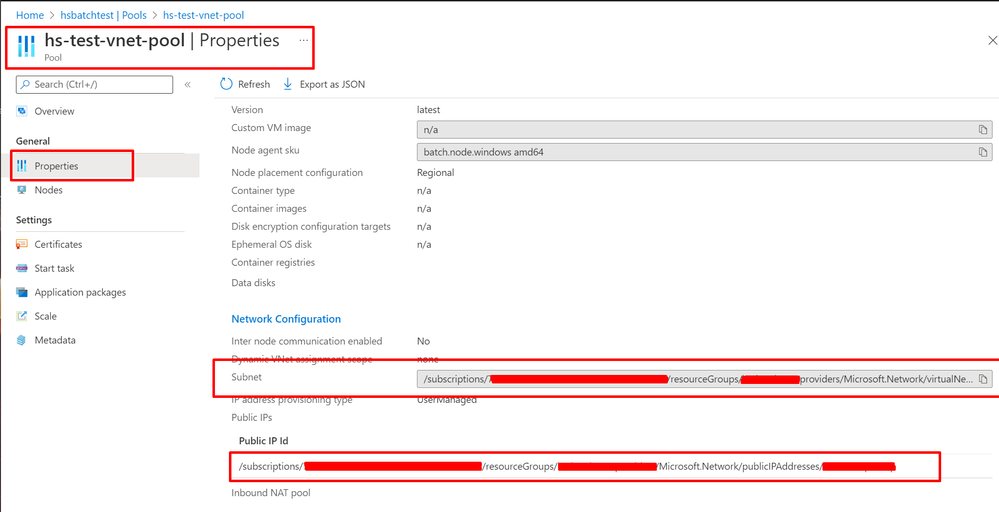 Home > hsbatchtest | Pools > hs-test-vnet-pool
hs-test-vnet-pool | Properties ...
Pool
Search (Ctrl+/) «
Refresh Export as JSON
Overview
General
Properties
Nodes
Settings
Certificates
Start task
Application packages
Scale
Metadata
Version latest
Custom VM image n/a
Node agent sku batch.node.windows amd64
Node placement configuration Regional
Container type n/a
Container images n/a
Disk encryption configuration targets n/a
Ephemeral OS disk n/a
Container registries
Data disks
Network Configuration
Inter node communication enabled No
Dynamic VNet assignment scope none
Subnet /subscriptions/7 /resourceGroups/ providers/Microsoft.Network/virtualNe...
IP address provisioning type UserManaged
Public IPs
Public IP Id
/subscriptions/ /resourceGroups/ /Microsoft.Network/publicIPAddresses/
Inbound NAT pool